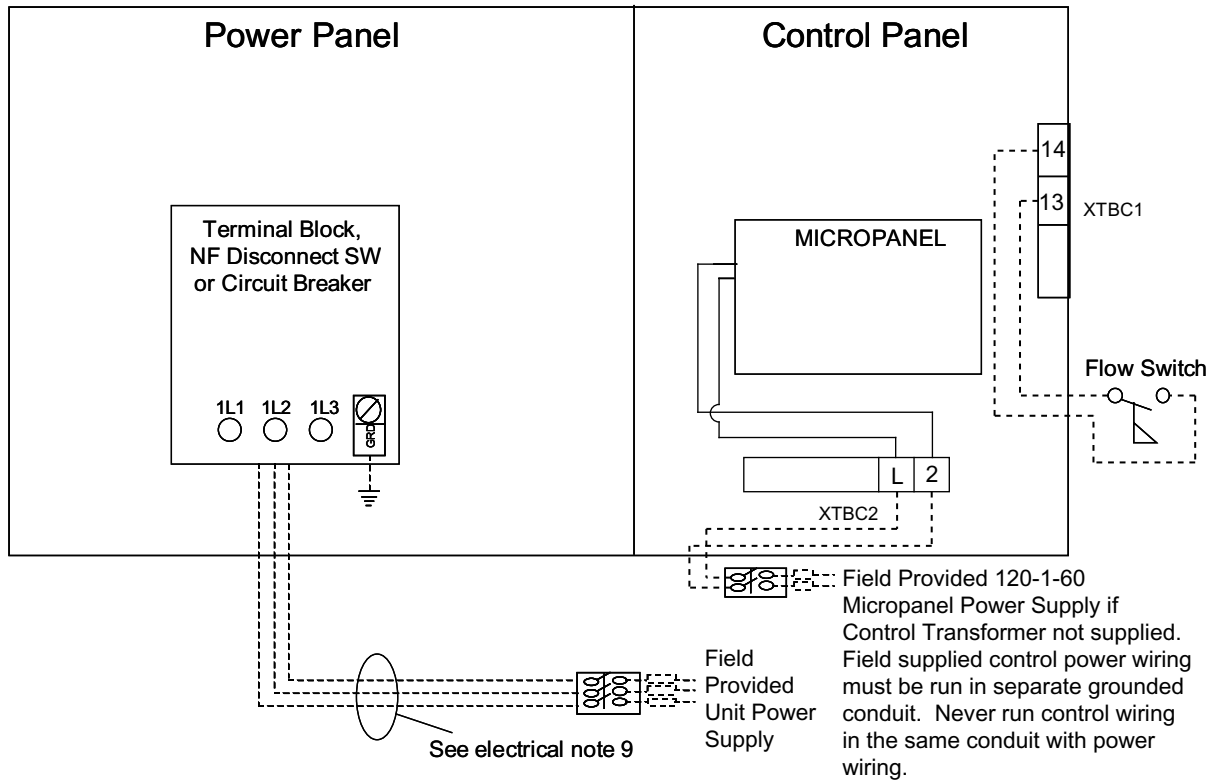 Power Panel
Control Panel
Terminal Block,
NF Disconnect SW
or Circuit Breaker
1L1 1L2 1L3
GRD
14
13
XTBC1
MICROPANEL
Flow Switch
L 2
XTBC2
Field Provided 120-1-60
Micropanel Power Supply if
Control Transformer not supplied.
Field supplied control power wiring
must be run in separate grounded
conduit. Never run control wiring
in the same conduit with power
wiring.
Field
Provided
Unit Power
Supply
See electrical note 9